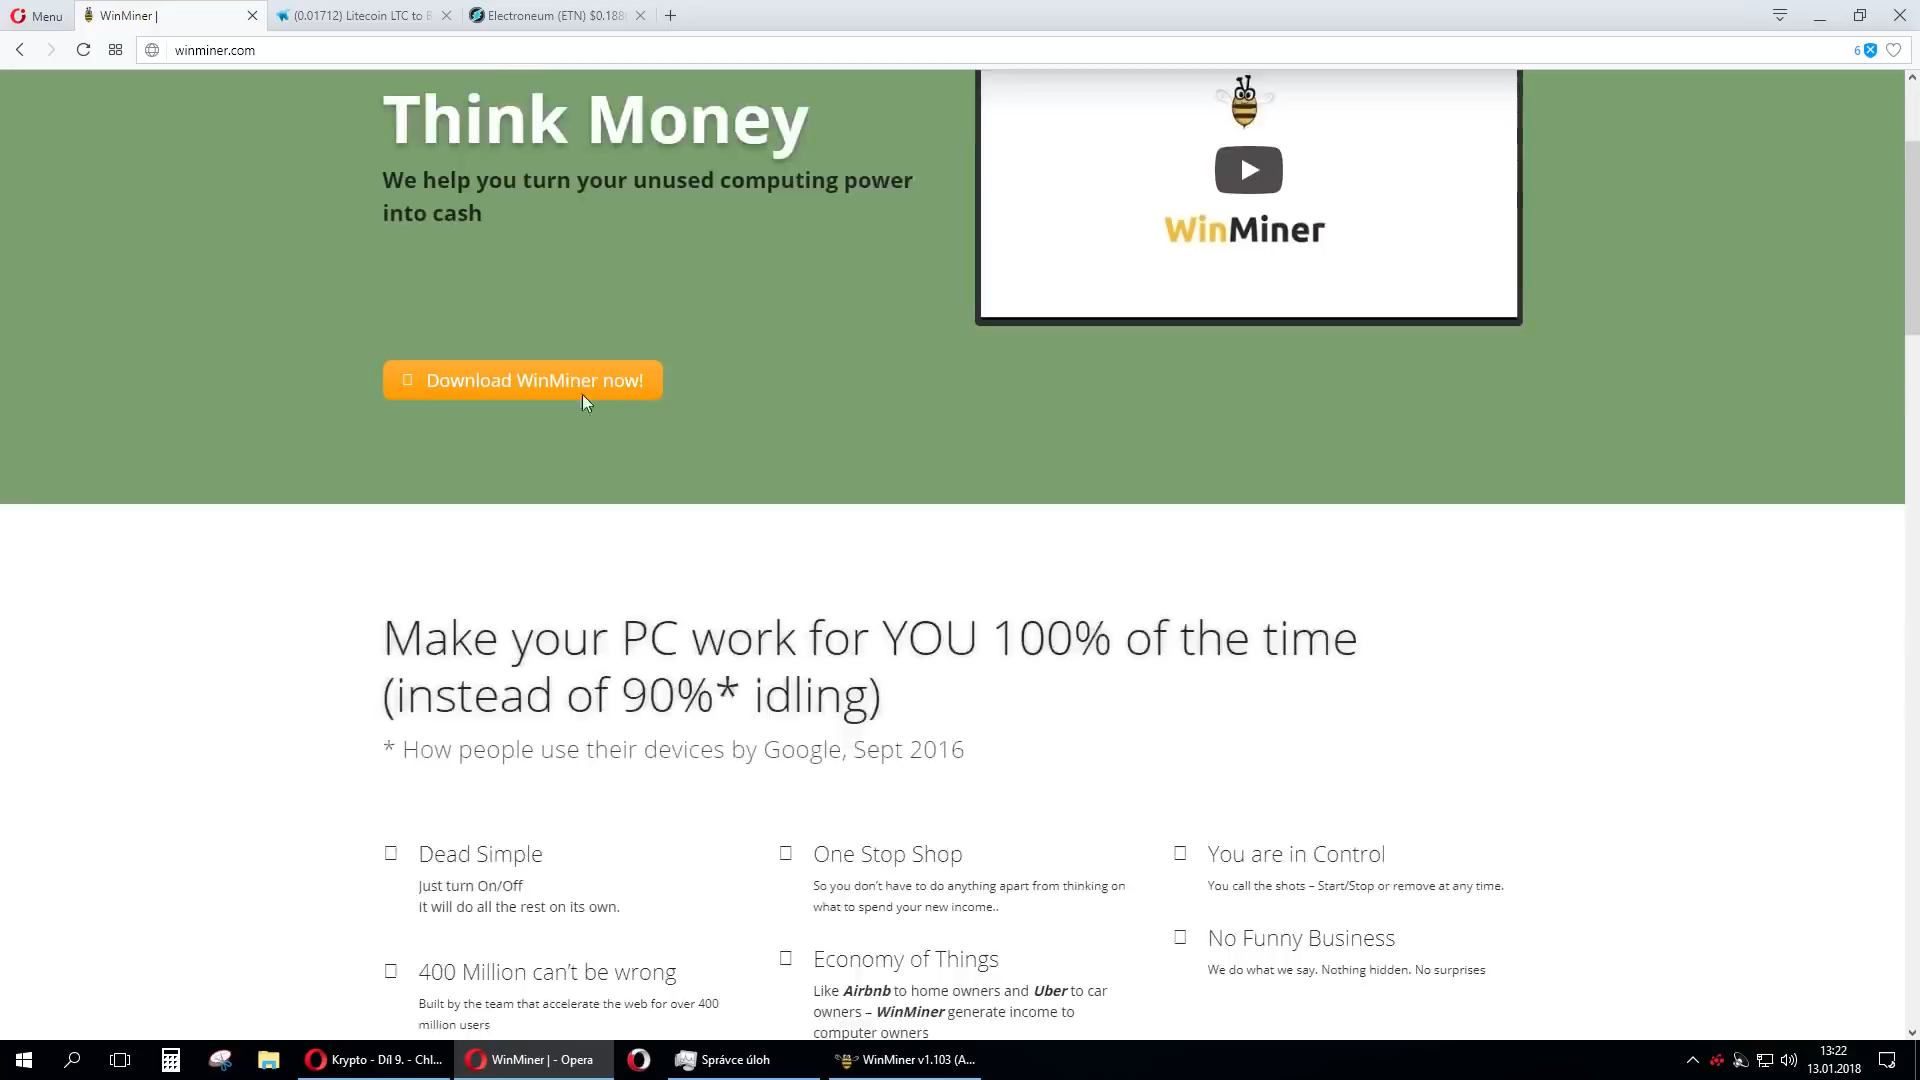 Menu
WinMiner |
(0.01712) Litecoin LTC to B
Electroneum (ETN) $0.188
winminer.com
6
Think Money
We help you turn your unused computing power
into cash
WinMiner
Download WinMiner now!
Make your PC work for YOU 100% of the time
(instead of 90%* idling)
* How people use their devices by Google, Sept 2016
Dead Simple
Just turn On/Off
It will do all the rest on its own.
400 Million can't be wrong
Built by the team that accelerate the web for over 400
million users
One Stop Shop
So you don't have to do anything apart from thinking on
what to spend your new income..
Economy of Things
Like Airbnb to home owners and Uber to car
owners – WinMiner generate income to
computer owners
You are in Control
You call the shots – Start/Stop or remove at any time.
No Funny Business
We do what we say. Nothing hidden. No surprises
Krypto - Díl 9. - Chl...
WinMiner | - Opera
Správce úloh
WinMiner v1.103 (A...
13:22
13.01.2018